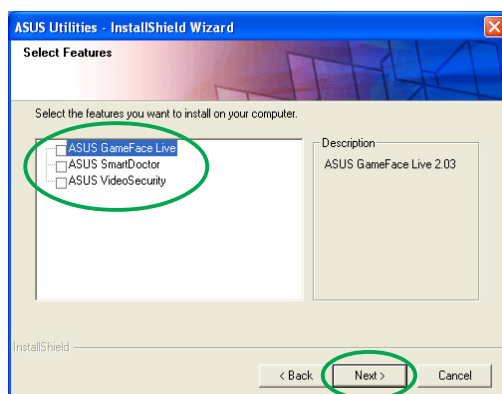 ASUS Utilities - InstallShield Wizard
Select Features
Select the features you want to install on your computer.
ASUS GameFace Live
ASUS SmartDoctor
ASUS VideoSecurity
Description
ASUS GameFace Live 2.03
InstallShield
< Back
Next >
Cancel